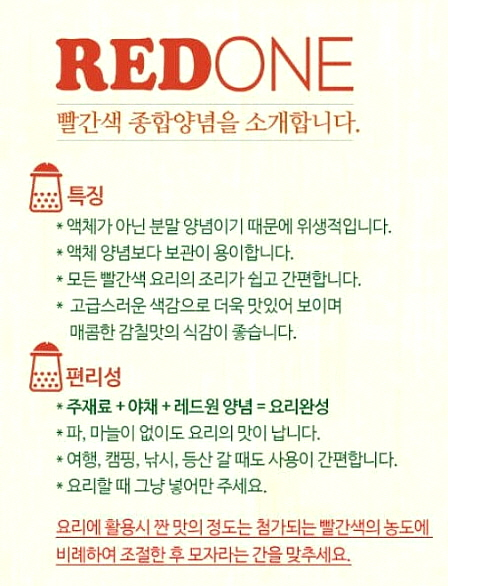 REDONE
빨간색 종합양념을 소개합니다.
특징
* 액체가 아닌 분말 양념이기 때문에 위생적입니다.
* 액체 양념보다 보관이 용이합니다.
* 모든 빨간색 요리의 조리가 쉽고 간편합니다.
* 고급스러운 색감으로 더욱 맛있어 보이며
매콤한 감칠맛의 식감이 좋습니다.
편리성
* 주재료 + 야채 + 레드원 양념 = 요리완성
* 파, 마늘이 없이도 요리의 맛이 납니다.
* 여행, 캠핑, 낚시, 등산 갈 때도 사용이 간편합니다.
* 요리할 때 그냥 넣어만 주세요.
요리에 활용시 짠 맛의 정도는 첨가되는 빨간색의 농도에
비례하여 조절한 후 모자라는 간을 맞추세요.